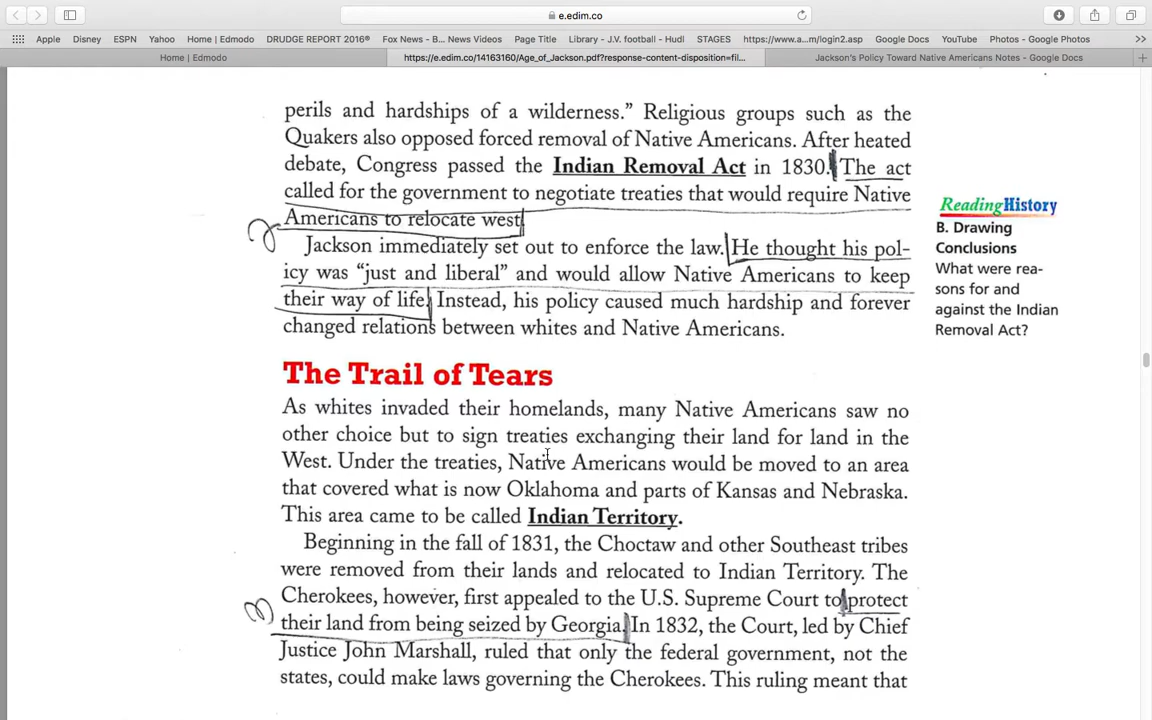 e.edim.co
Apple Disney ESPN Yahoo Home | Edmodo DRUDGE REPORT 2016® Fox News - B... News Videos Page Title Library - J.V. football - Hudl STAGES https://www.a...m/login2.asp Google Docs YouTube Photos - Google Photos >>
Home | Edmodo https://e.edim.co/14163160/Age_of_Jackson.pdf?response-content-disposition=fil... Jackson's Policy Toward Native Americans Notes - Google Docs +
perils and hardships of a wilderness.” Religious groups such as the
Quakers also opposed forced removal of Native Americans. After heated
debate, Congress passed the Indian Removal Act in 1830. The act
called for the government to negotiate treaties that would require Native
Americans to relocate west.
Jackson immediately set out to enforce the law. He thought his pol-
icy was “just and liberal” and would allow Native Americans to keep
their way of life. Instead, his policy caused much hardship and forever
changed relations between whites and Native Americans.
ReadingHistory
B. Drawing
Conclusions
What were rea-
sons for and
against the Indian
Removal Act?
The Trail of Tears
As whites invaded their homelands, many Native Americans saw no
other choice but to sign treaties exchanging their land for land in the
West. Under the treaties, Native Americans would be moved to an area
that covered what is now Oklahoma and parts of Kansas and Nebraska.
This area came to be called Indian Territory.
Beginning in the fall of 1831, the Choctaw and other Southeast tribes
were removed from their lands and relocated to Indian Territory. The
Cherokees, however, first appealed to the U.S. Supreme Court to protect
their land from being seized by Georgia. In 1832, the Court, led by Chief
Justice John Marshall, ruled that only the federal government, not the
states, could make laws governing the Cherokees. This ruling meant that